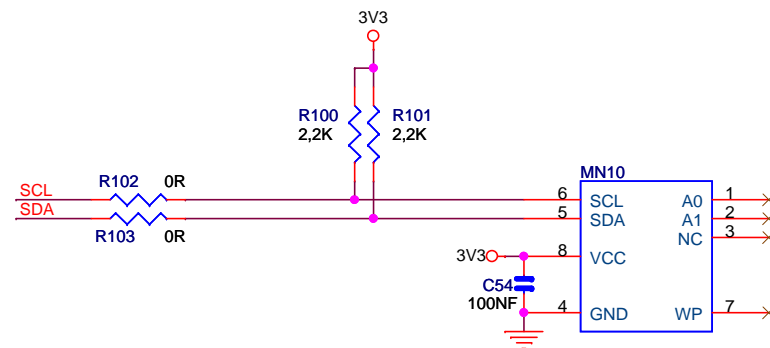 3V3
R100 R101
2,2K 2,2K
MN10
R102 0R
SCL
SDA
R103 0R
6 SCL A0 1
5 SDA A1 2
NC 3
3V3 8 VCC
C54
100NF
4 GND WP 7